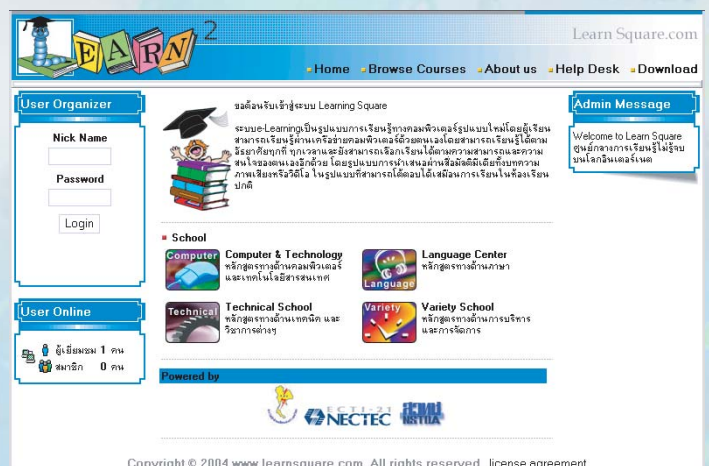 LEARN 2
Learn Square.com
Home Browse Courses About us Help Desk Download
User Organizer
Nick Name
Password
Login
User Online
ผู้เยี่ยมชม 1 คน
สมาชิก 0 คน
ขอต้อนรับเข้าสู่ระบบ Learning Square
ระบบe-Learningเป็นรูปแบบการเรียนรู้ทางคอมพิวเตอร์รูปแบบใหม่โดยผู้เรียน
สามารถเรียนรู้ผ่านเครือข่ายคอมพิวเตอร์ด้วยตนเองโดยสามารถเรียนรู้ได้ตาม
อัธยาศัยทุกที่ ทุกเวลาและยังสามารถเลือกเรียนได้ตามความสามารถและความ
สนใจของตนเองอีกด้วย โดยรูปแบบการนำเสนอผ่านสื่อมัลติมีเดียทั้งบทความ
ภาพเสียงหรือวิดีโอ ในรูปแบบที่สามารถโต้ตอบได้เสมือนการเรียนในห้องเรียน
ปกติ
School
Computer
Computer & Technology
หลักสูตรทางด้านคอมพิวเตอร์
และเทคโนโลยีสารสนเทศ
Language
Language Center
หลักสูตรทางด้านภาษา
Technical
Technical School
หลักสูตรทางด้านเทคนิค และ
วิชาการต่างๆ
Variety
Variety School
หลักสูตรทางด้านการบริหาร
และการจัดการ
Powered by
ECTI-21
NECTEC
สวทช
NSTDA
Admin Message
Welcome to Learn Square
ศูนย์กลางการเรียนรู้ไม่รู้จบ
บนโลกอินเตอร์เนต
Copyright © 2004 www.learnsquare.com. All rights reserved. license agreement